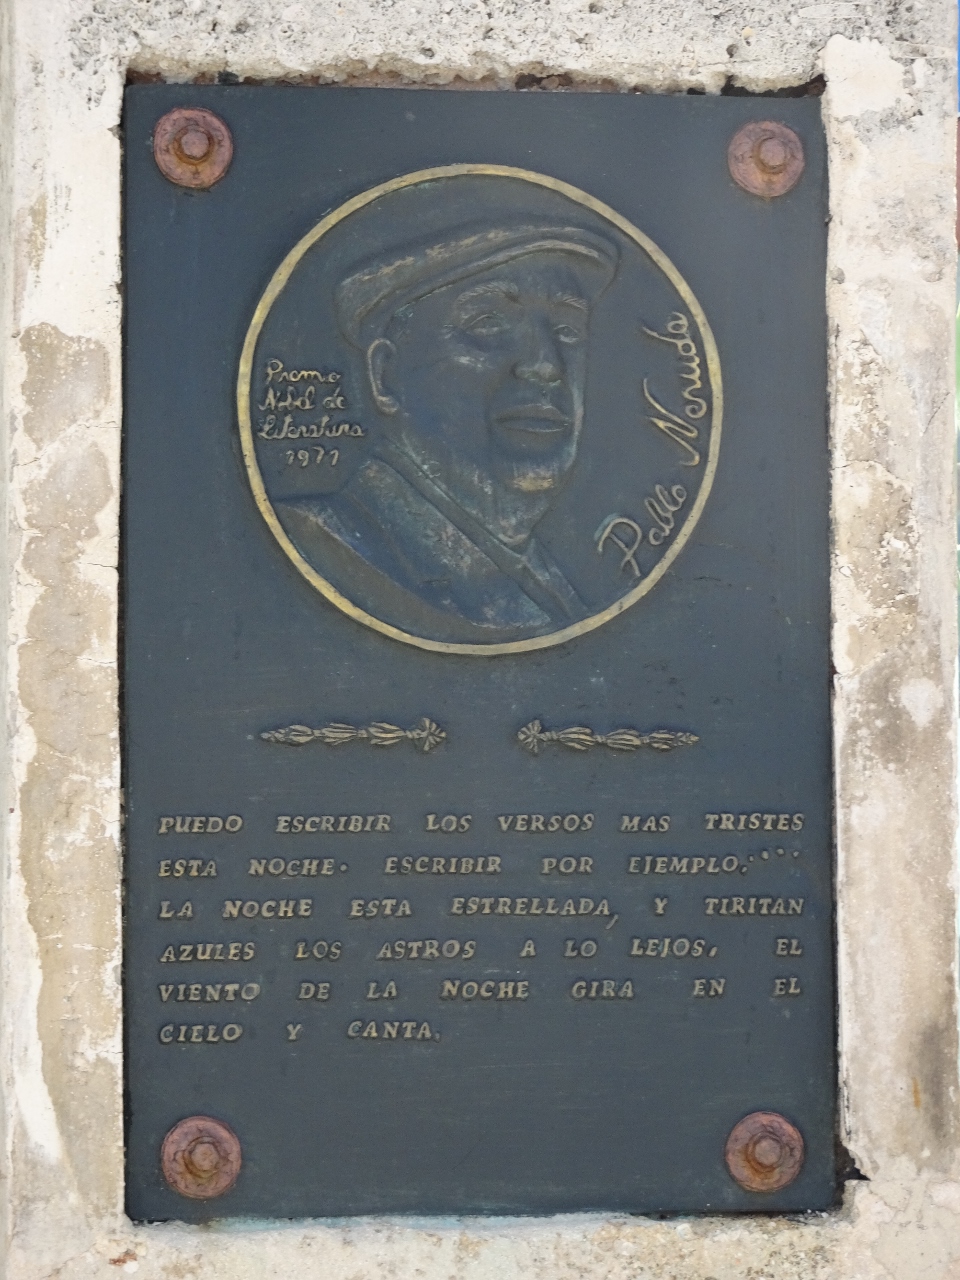 Premio
Nobel de
Literatura
1971
Pablo Neruda
PUEDO ESCRIBIR LOS VERSOS MAS TRISTES
ESTA NOCHE. ESCRIBIR POR EJEMPLO,:""
LA NOCHE ESTA ESTRELLADA, Y TIRITAN
AZULES LOS ASTROS A LO LEJOS, EL
VIENTO DE LA NOCHE GIRA EN EL
CIELO Y CANTA.